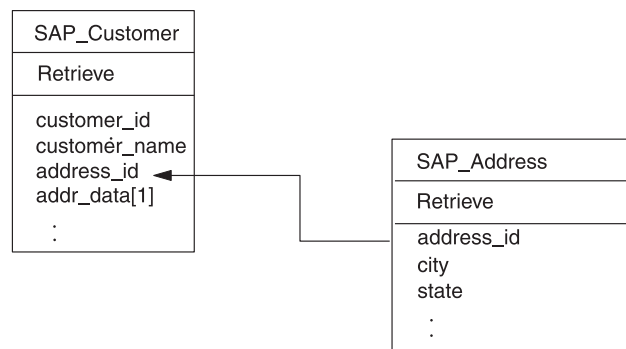 SAP_Customer
Retrieve
customer_id
customer_name
address_id
addr_data[1]
:
SAP_Address
Retrieve
address_id
city
state
: